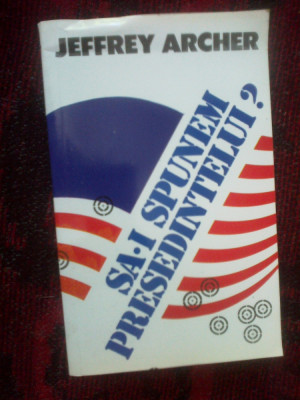 JEFFREY ARCHER
SA-I SPUNEM
PRESEDINTELUI?